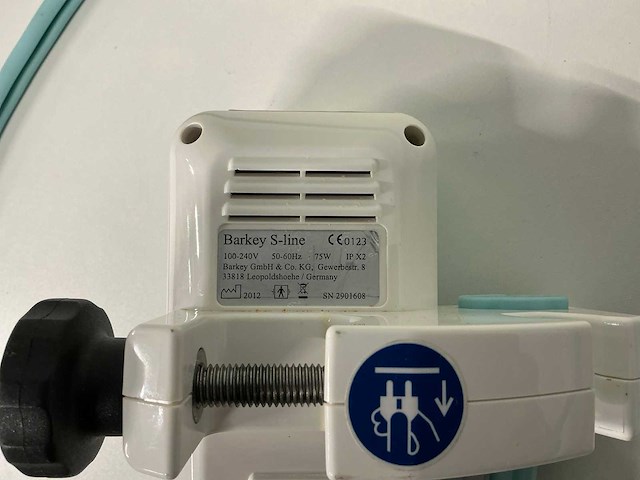 Barkey S-line CE0123
100-240V 50-60Hz 75W IP X2
Barkey GmbH & Co. KG, Gewerbestr. 8
33818 Leopoldshoehe / Germany
2012 SN 2901608